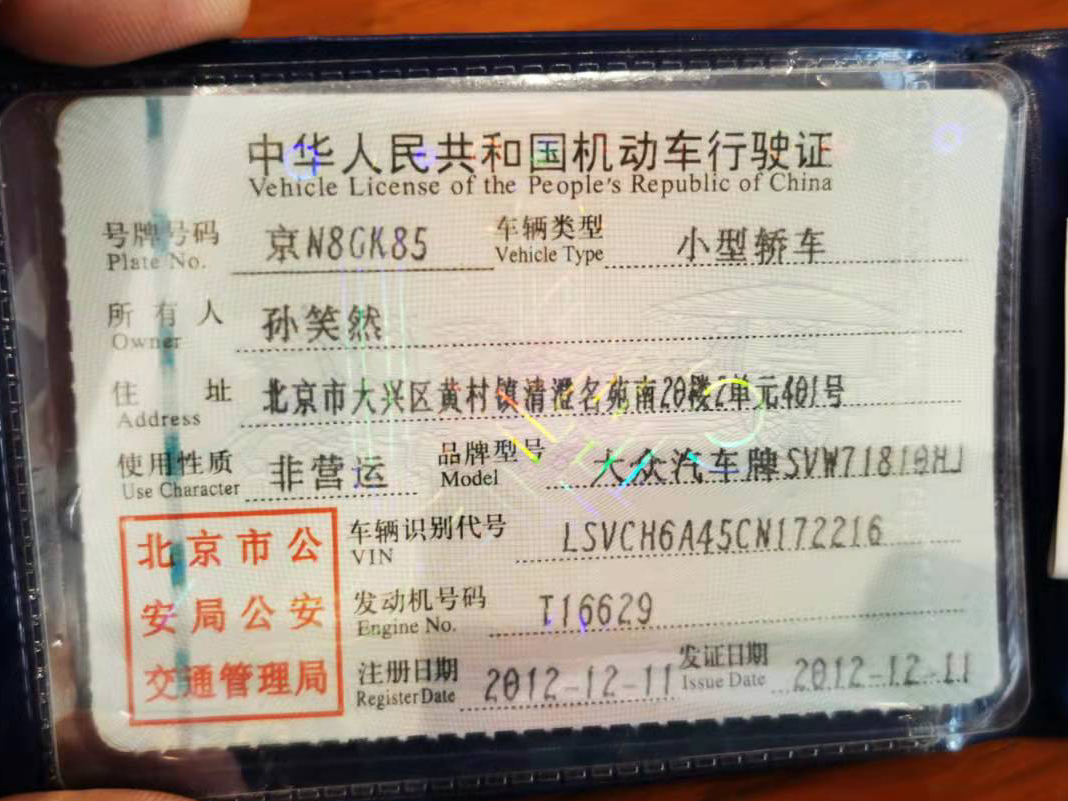 中华人民共和国机动车行驶证
Vehicle License of the People's Republic of China
号牌号码 京N8GK85 车辆类型 小型轿车
Plate No. Vehicle Type
所有人 孙笑然
Owner
住址 北京市大兴区黄村镇清澄名苑南20楼2单元401号
Address
使用性质 非营运 品牌型号 大众汽车牌SVW71810HJ
Use Character Model
北京市公
安局公安
交通管理局
车辆识别代号 LSVCH6A45CN172216
VIN
发动机号码 T16629
Engine No.
注册日期 2012-12-11 发证日期 2012-12-11
Register Date Issue Date